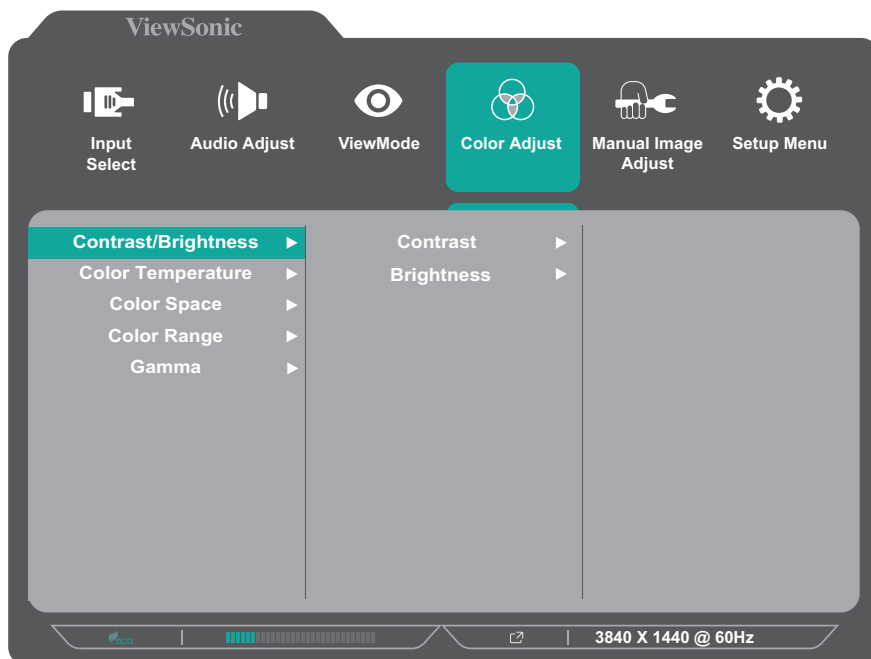 ViewSonic
Input
Select
Audio Adjust
ViewMode
Color Adjust
Manual Image
Adjust
Setup Menu
Contrast/Brightness
Color Temperature
Color Space
Color Range
Gamma
Contrast
Brightness
eco
3840 X 1440 @ 60Hz